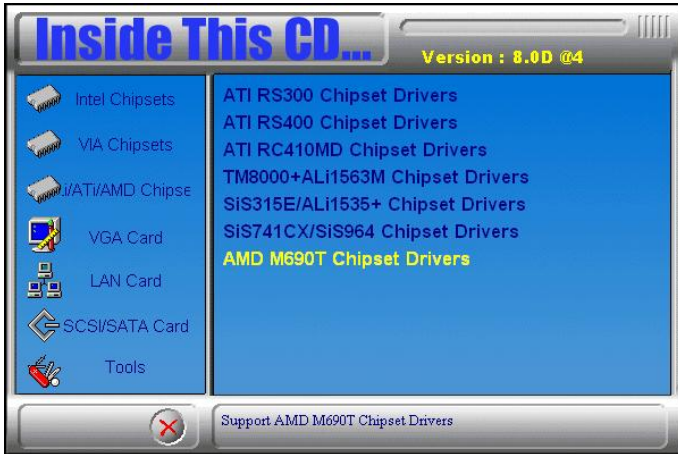 Inside This CD...
Version : 8.0D @4
Intel Chipsets
VIA Chipsets
.i/ATi/AMD Chipse
VGA Card
LAN Card
SCSI/SATA Card
Tools
ATI RS300 Chipset Drivers
ATI RS400 Chipset Drivers
ATI RC410MD Chipset Drivers
TM8000+ALi1563M Chipset Drivers
SiS315E/ALi1535+ Chipset Drivers
SiS741CX/SiS964 Chipset Drivers
AMD M690T Chipset Drivers
Support AMD M690T Chipset Drivers